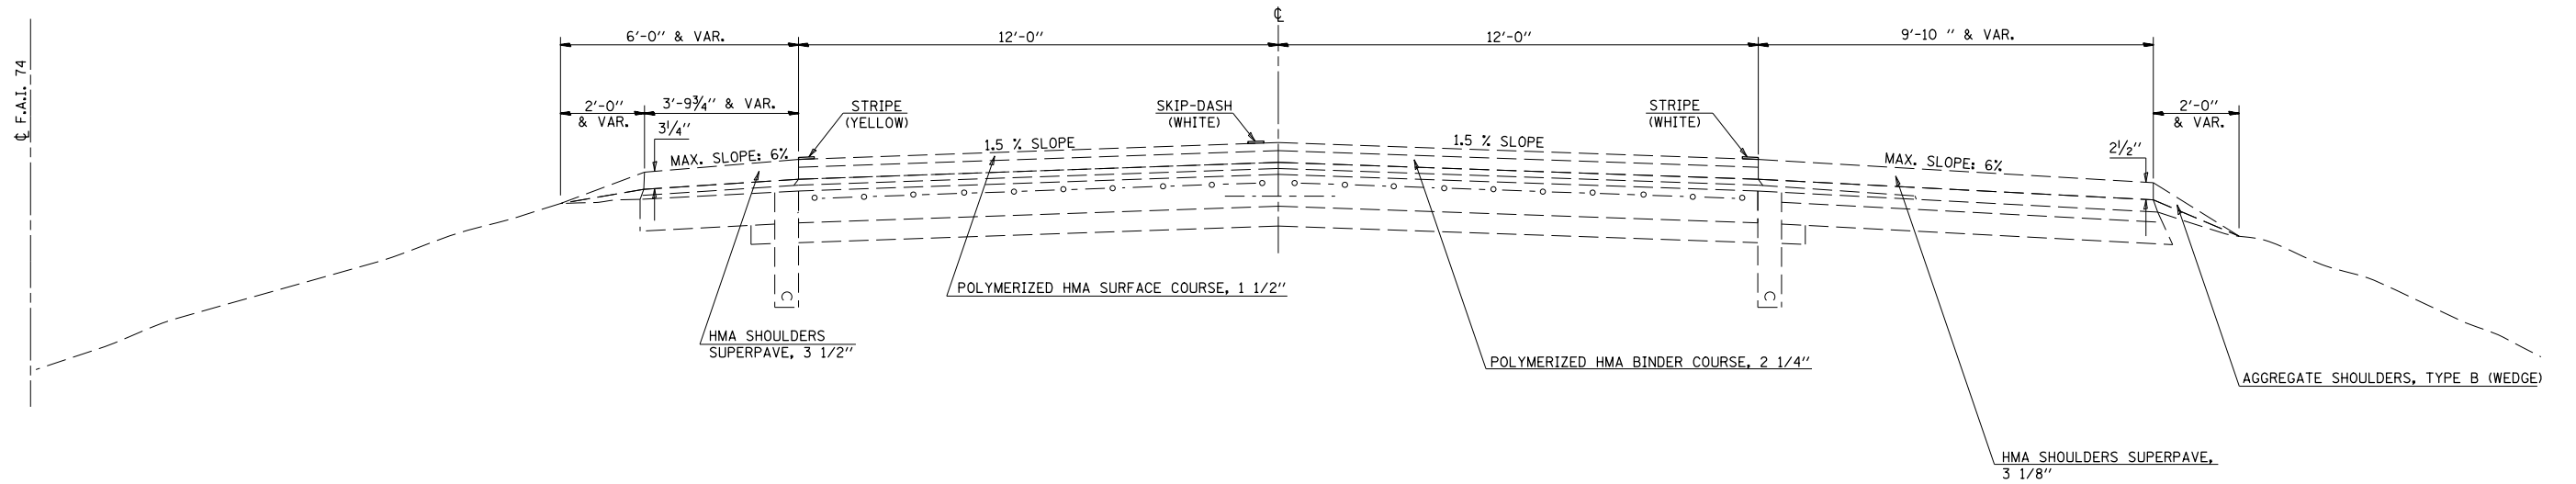 ℄
6'-0" & VAR.
12'-0"
12'-0"
9'-10 " & VAR.
℄ F.A.I. 74
2'-0"
& VAR.
3'-9¾" & VAR.
3¼"
STRIPE
(YELLOW)
SKIP-DASH
(WHITE)
STRIPE
(WHITE)
2'-0"
& VAR.
2½"
MAX. SLOPE: 6%
1.5 % SLOPE
1.5 % SLOPE
MAX. SLOPE: 6%
POLYMERIZED HMA SURFACE COURSE, 1 1/2"
HMA SHOULDERS
SUPERPAVE, 3 1/2"
POLYMERIZED HMA BINDER COURSE, 2 1/4"
AGGREGATE SHOULDERS, TYPE B (WEDGE)
HMA SHOULDERS SUPERPAVE,
3 1/8"